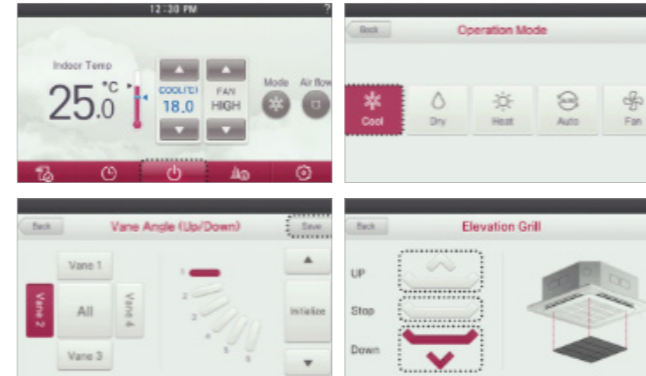 12:30 PM
?
Indoor Temp
25.0 °C
COOL(°C)
18.0
FAN
HIGH
Mode
Air flow
Back
Operation Mode
Cool
Dry
Heat
Auto
Fan
Back
Vane Angle (Up/Down)
Save
Vane 1
Vane 2
All
Vane 4
Vane 3
1
2
3
4
5
6
Initialize
Back
Elevation Grill
UP
Stop
Down